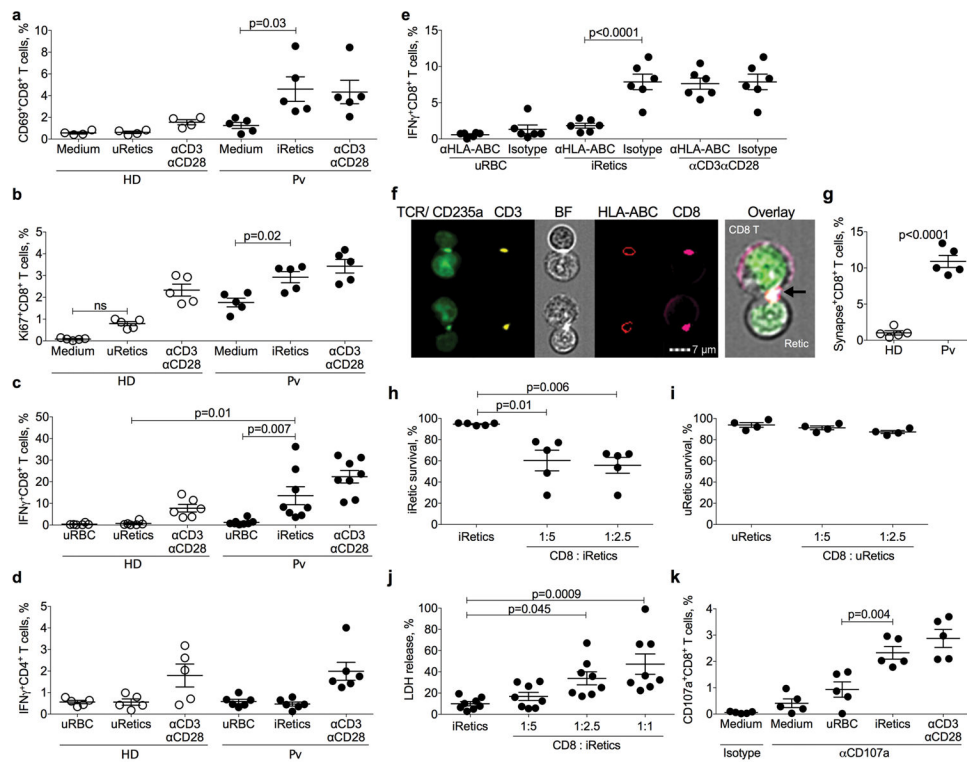 a
CD69⁺CD8⁺ T cells, %
10
8
6
4
2
0
p=0.03
Medium uRetics αCD3 αCD28
HD
Medium iRetics αCD3 αCD28
Pv
b
Ki67⁺CD8⁺ T cells, %
5
4
3
2
1
0
ns
p=0.02
Medium uRetics αCD3 αCD28
HD
Medium iRetics αCD3 αCD28
Pv
c
IFNγ⁺CD8⁺ T cells, %
50
40
30
20
10
0
p=0.01
p=0.007
uRBC uRetics αCD3 αCD28
HD
uRBC iRetics αCD3 αCD28
Pv
d
IFNγ⁺CD4⁺ T cells, %
5
4
3
2
1
0
uRBC uRetics αCD3 αCD28
HD
uRBC iRetics αCD3 αCD28
Pv
e
IFNγ⁺CD8⁺ T cells, %
15
10
5
0
p<0.0001
αHLA-ABC Isotype
uRBC
αHLA-ABC Isotype
iRetics
αHLA-ABC Isotype
αCD3αCD28
f
TCR/ CD235a CD3 BF HLA-ABC CD8 Overlay
CD8 T
Retic
7 µm
g
Synapse⁺CD8⁺ T cells, %
15
10
5
0
p<0.0001
HD Pv
h
iRetic survival, %
100
80
60
40
20
0
p=0.006
p=0.01
iRetics 1:5 1:2.5
CD8 : iRetics
i
uRetic survival, %
100
80
60
40
20
0
uRetics 1:5 1:2.5
CD8 : uRetics
j
LDH release, %
100
80
60
40
20
0
p=0.0009
p=0.045
iRetics 1:5 1:2.5 1:1
CD8 : iRetics
k
CD107a⁺CD8⁺ T cells, %
4
3
2
1
0
p=0.004
Medium Medium uRBC iRetics αCD3 αCD28
Isotype αCD107a